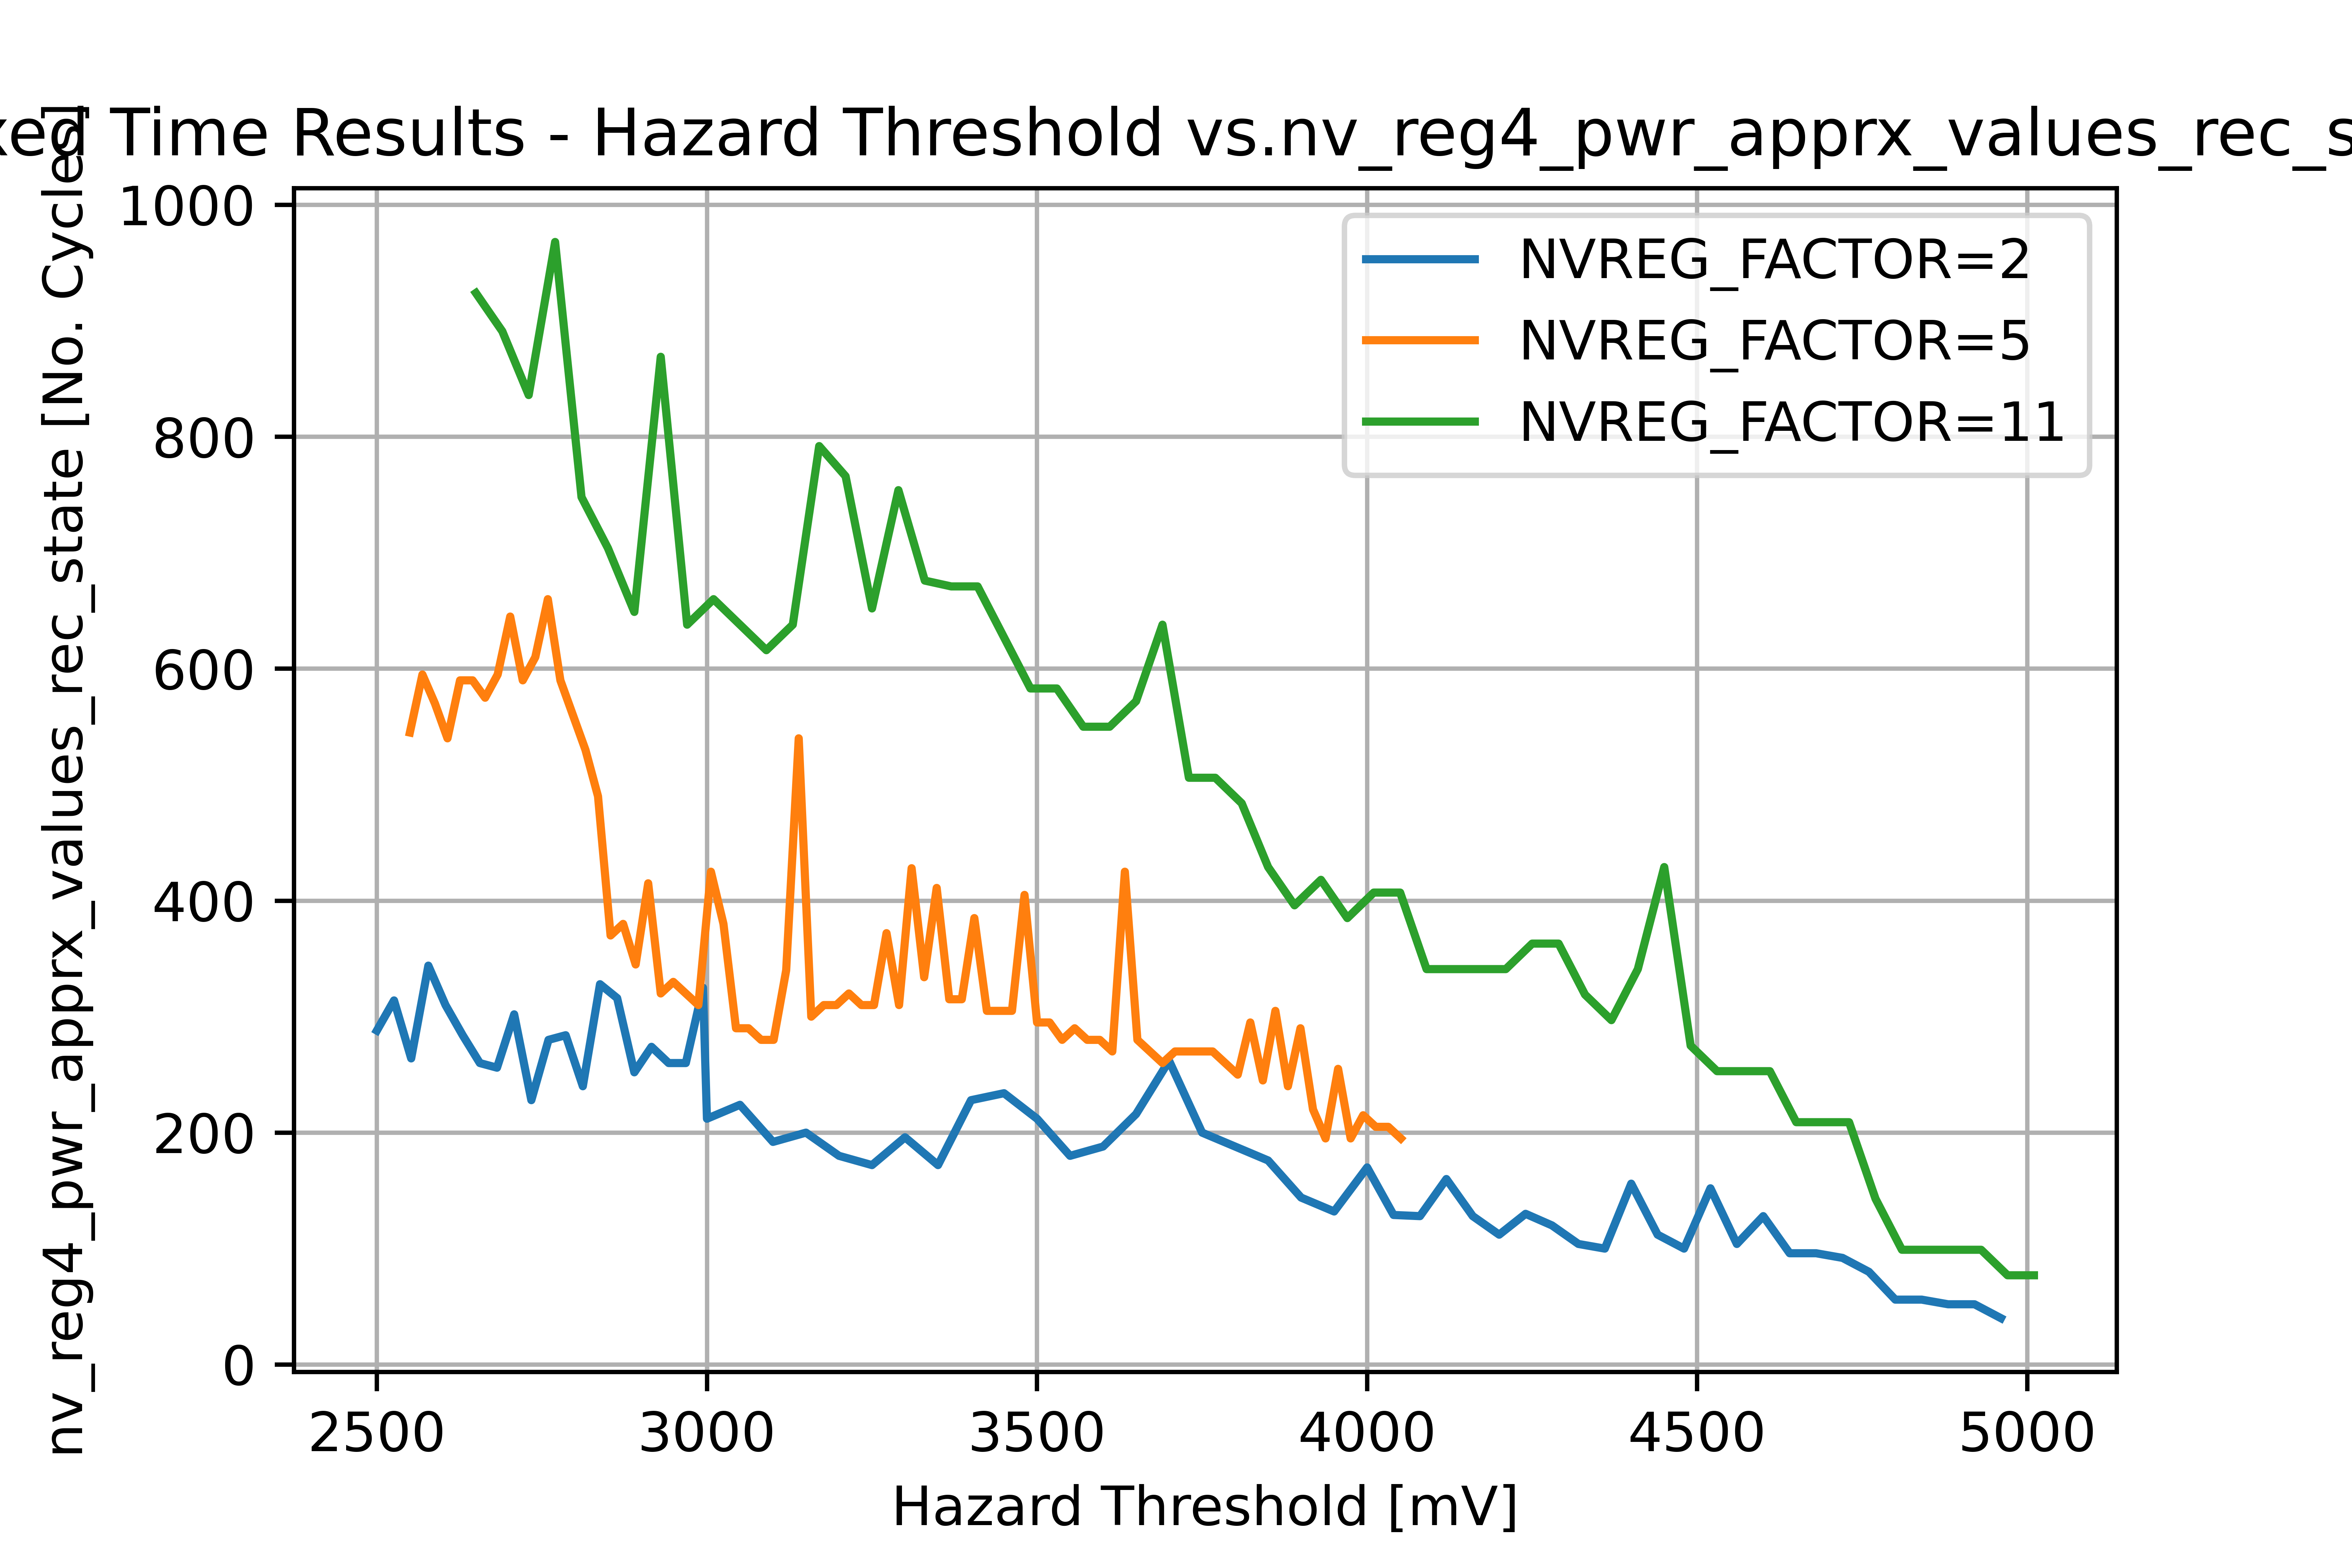 Time Results - Hazard Threshold vs.nv_reg4_pwr_apprx_values_rec_s
nv_reg4_pwr_apprx_values_rec_state [No. Cycles]
1000
800
600
400
200
0
NVREG_FACTOR=2
NVREG_FACTOR=5
NVREG_FACTOR=11
2500 3000 3500 4000 4500 5000
Hazard Threshold [mV]